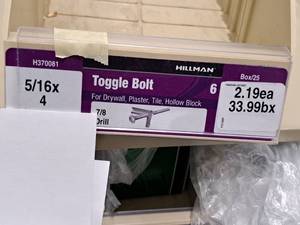 H370081
HILLMAN
Box/25
5/16x
4
Toggle Bolt
6
For Drywall, Plaster, Tile, Hollow Block
7/8
Drill
2.19ea
33.99bx